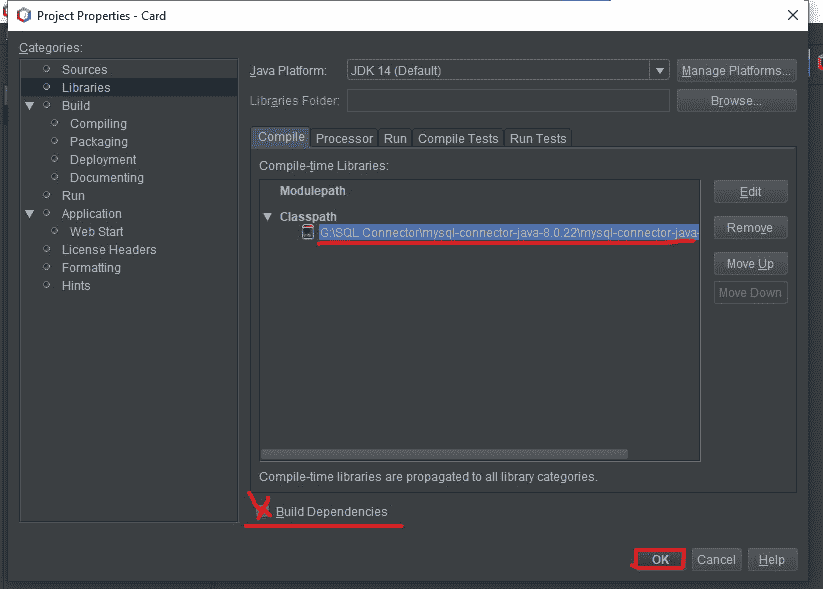 Project Properties - Card
Categories:
Sources
Libraries
Build
Compiling
Packaging
Deployment
Documenting
Run
Application
Web Start
License Headers
Formatting
Hints
Java Platform: JDK 14 (Default) Manage Platforms...
Libraries Folder: Browse...
Compile Processor Run Compile Tests Run Tests
Compile-time Libraries:
Modulepath
Classpath
G:\SQL Connector\mysql-connector-java-8.0.22\mysql-connector-java-
Edit
Remove
Move Up
Move Down
Compile-time libraries are propagated to all library categories.
Build Dependencies
OK Cancel Help